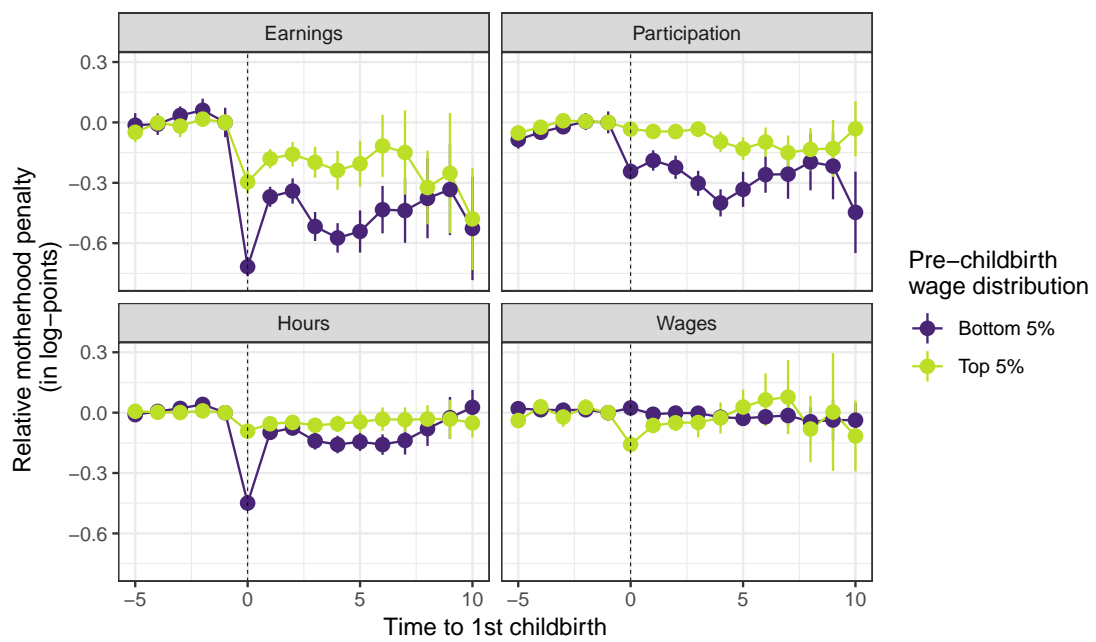 Earnings
Participation
0.3
0.0
−0.3
−0.6
Hours
Wages
0.3
0.0
−0.3
−0.6
−5
0
5
10
−5
0
5
10
Time to 1st childbirth
Relative motherhood penalty
(in log−points)
Pre−childbirth
wage distribution
Bottom 5%
Top 5%